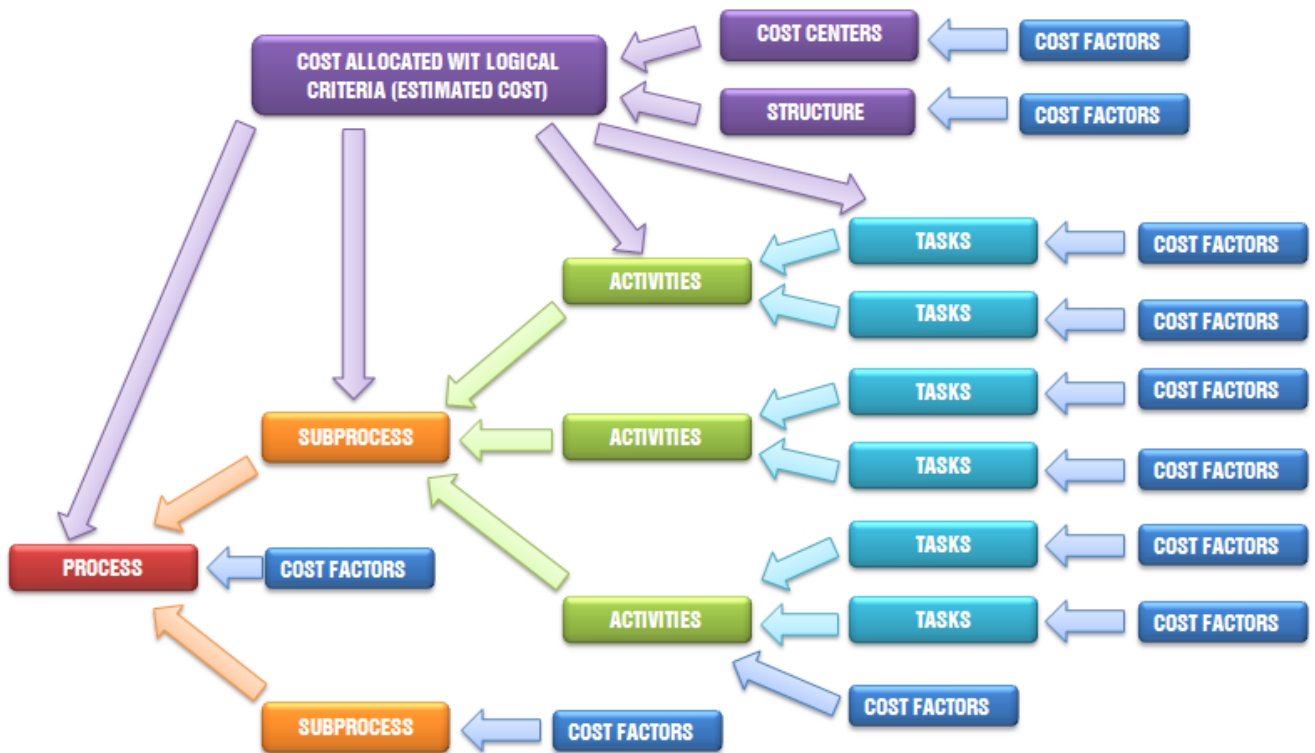 COST CENTERS
COST FACTORS
COST ALLOCATED WIT LOGICAL
CRITERIA (ESTIMATED COST)
STRUCTURE
COST FACTORS
TASKS
COST FACTORS
ACTIVITIES
TASKS
COST FACTORS
TASKS
COST FACTORS
SUBPROCESS
ACTIVITIES
TASKS
COST FACTORS
TASKS
COST FACTORS
PROCESS
COST FACTORS
ACTIVITIES
TASKS
COST FACTORS
COST FACTORS
SUBPROCESS
COST FACTORS